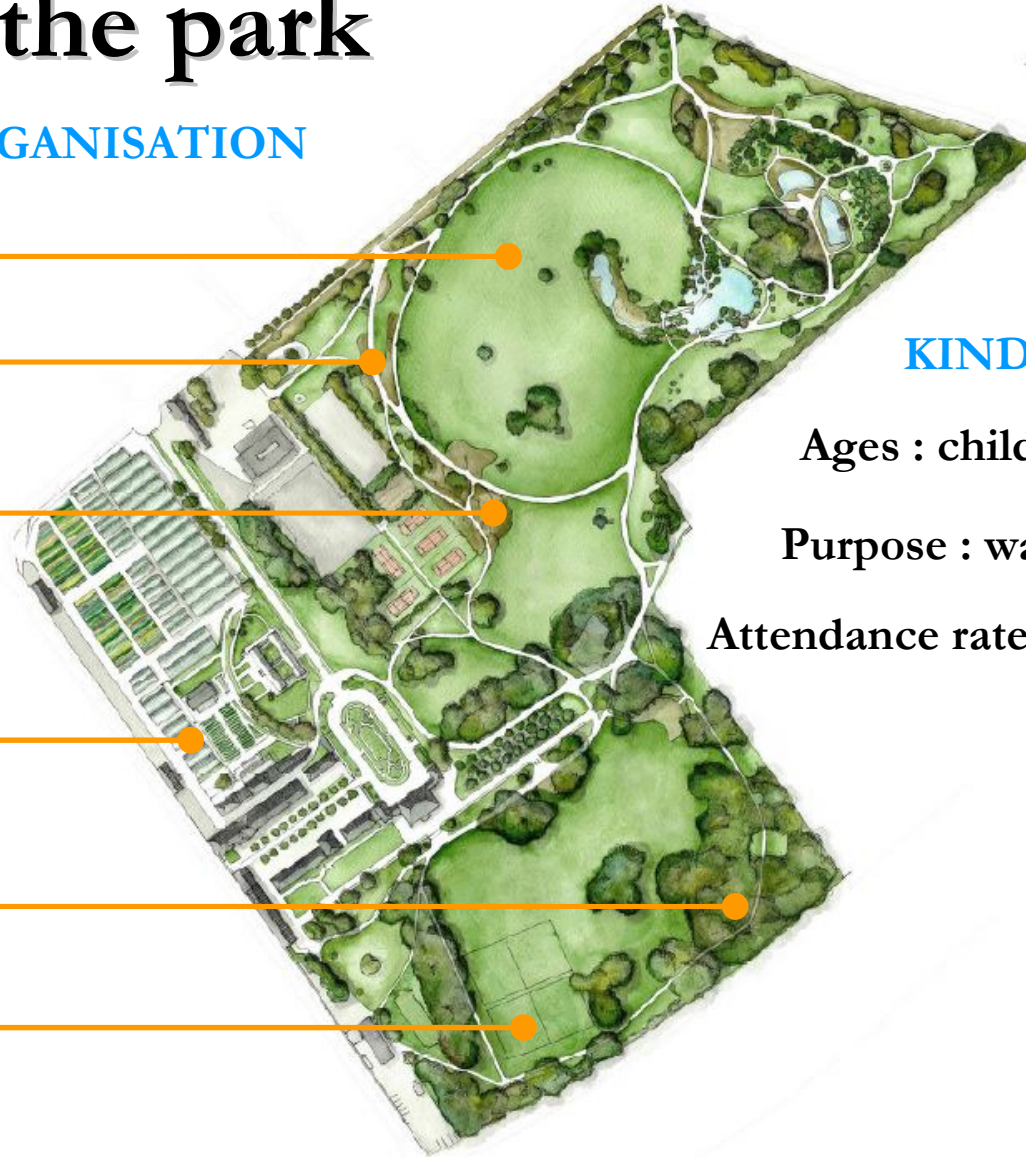 the park
GANISATION
KIND
Ages : child
Purpose : wa
Attendance rate